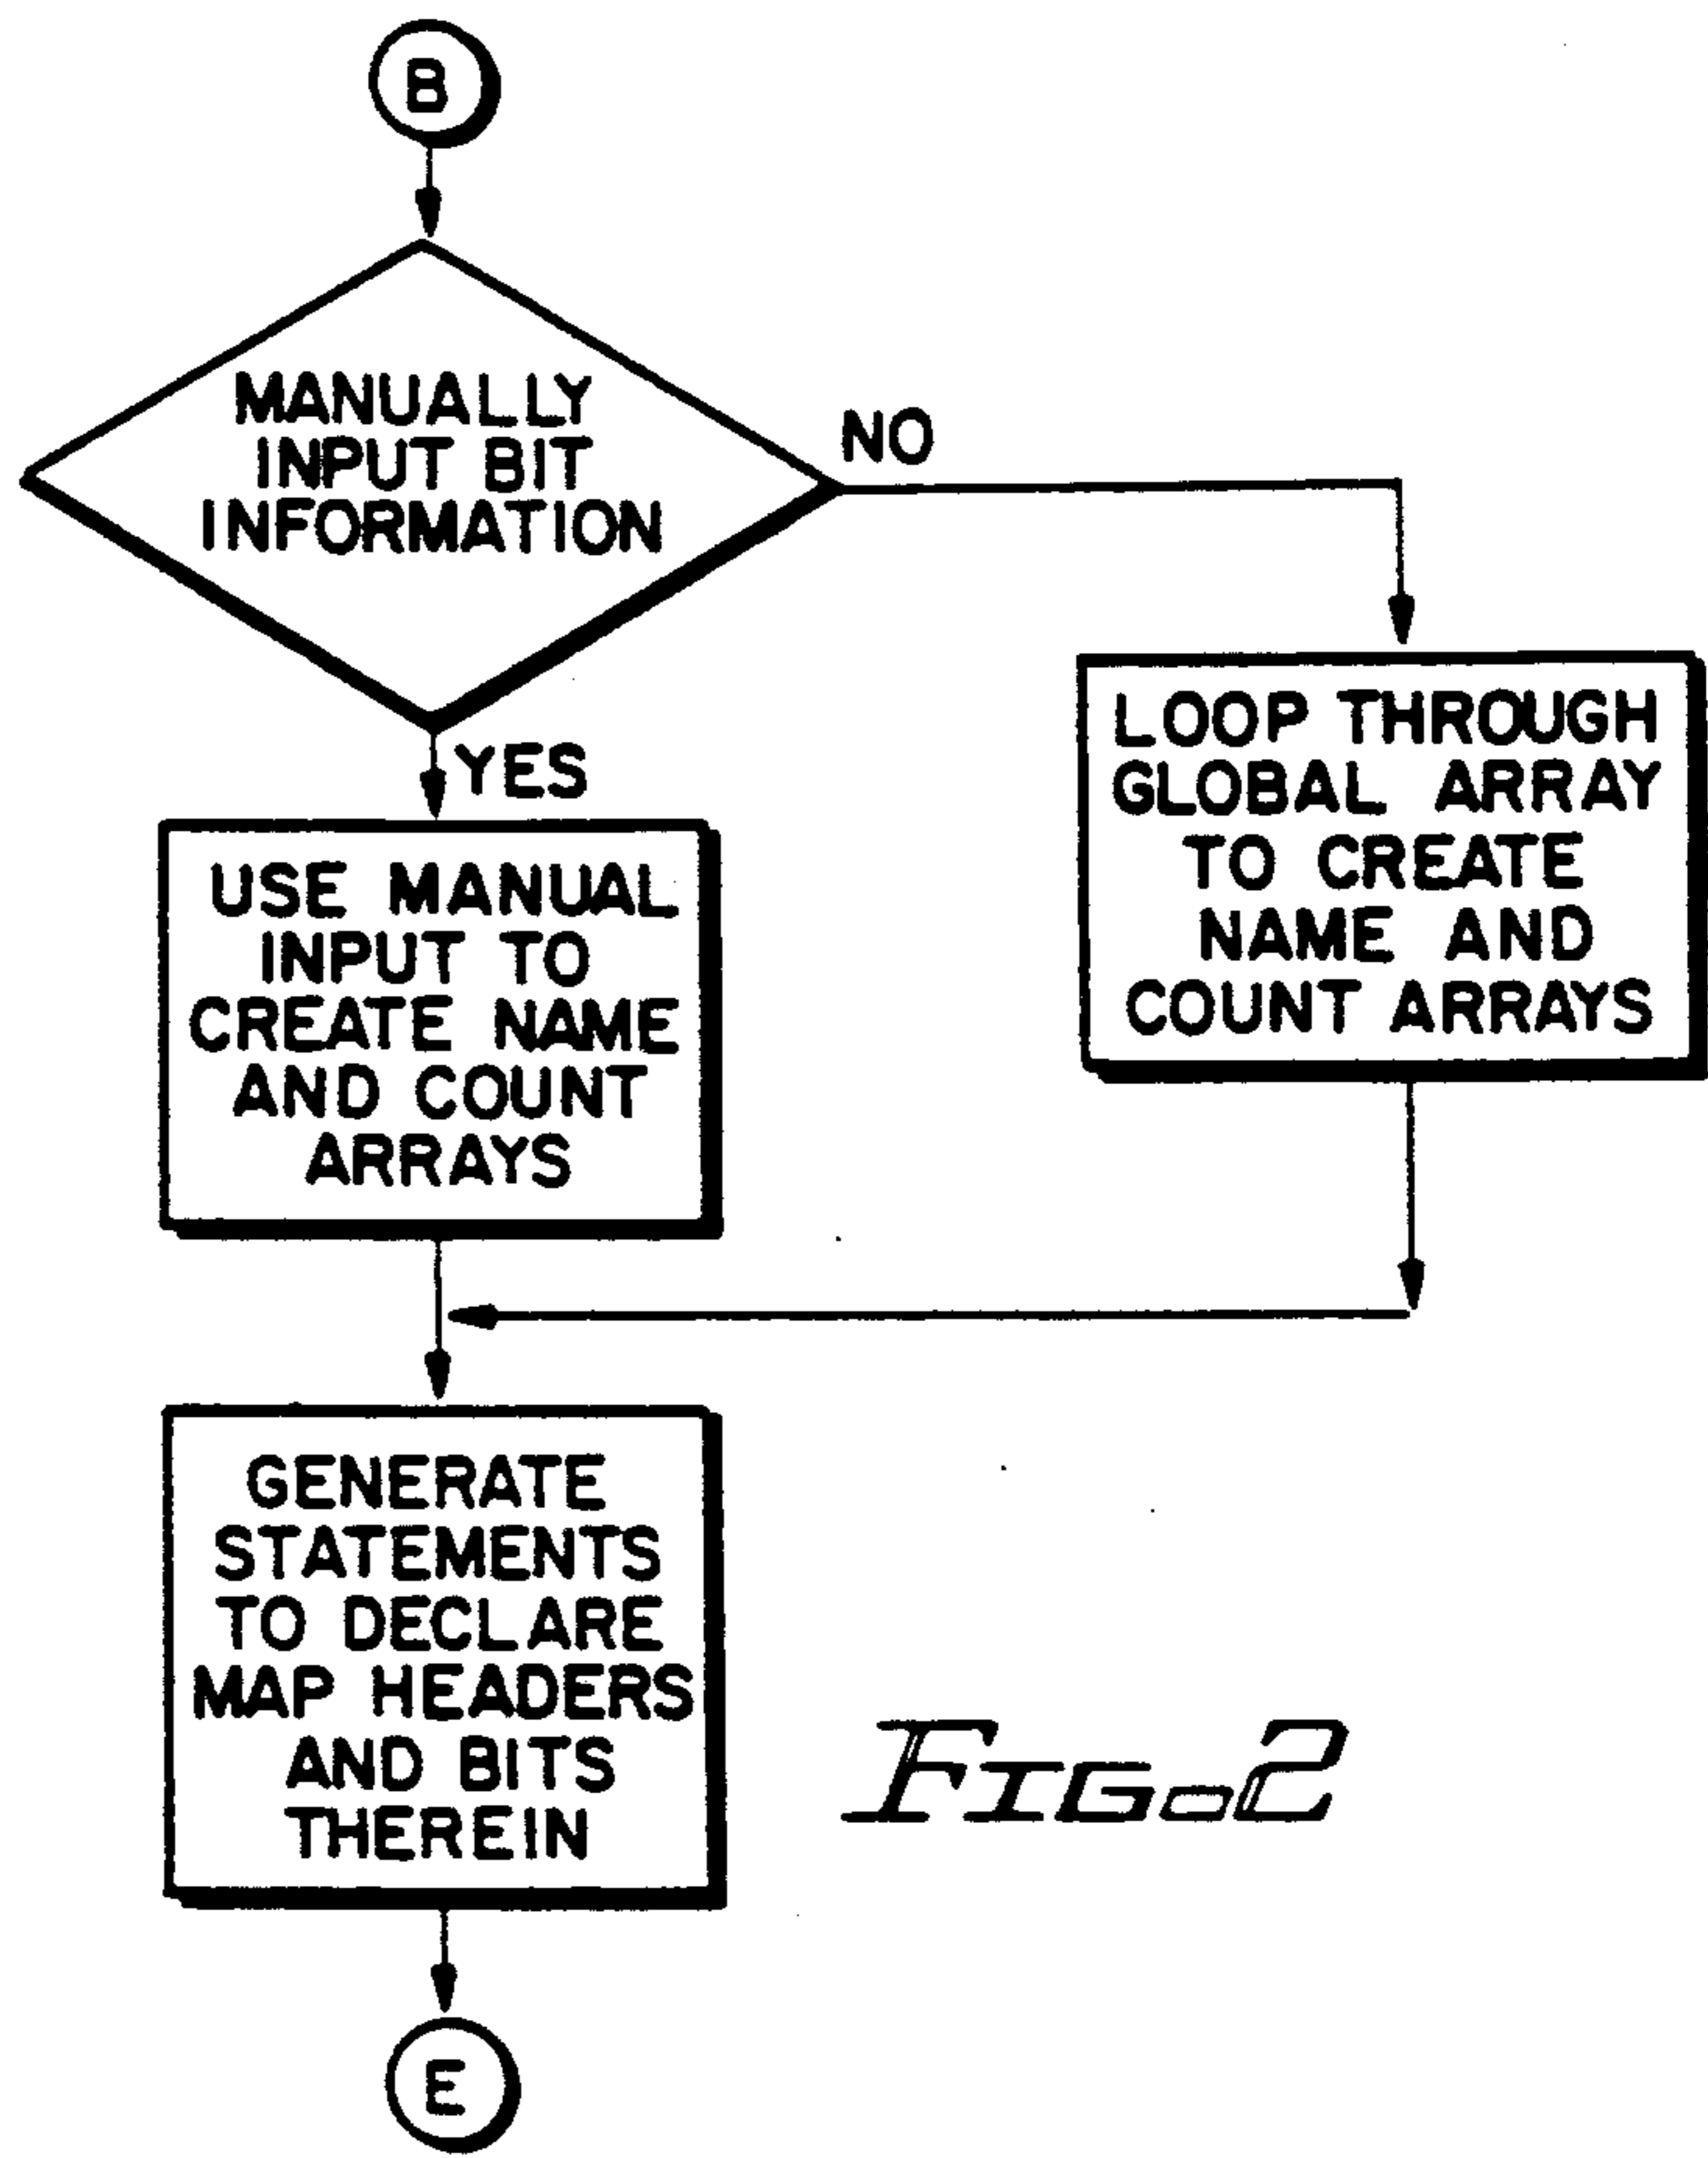 B
MANUALLY
INPUT BIT
INFORMATION
NO
YES
LOOP THROUGH
GLOBAL ARRAY
TO CREATE
NAME AND
COUNT ARRAYS
USE MANUAL
INPUT TO
CREATE NAME
AND COUNT
ARRAYS
GENERATE
STATEMENTS
TO DECLARE
MAP HEADERS
AND BITS
THEREIN
FIG. 2
E